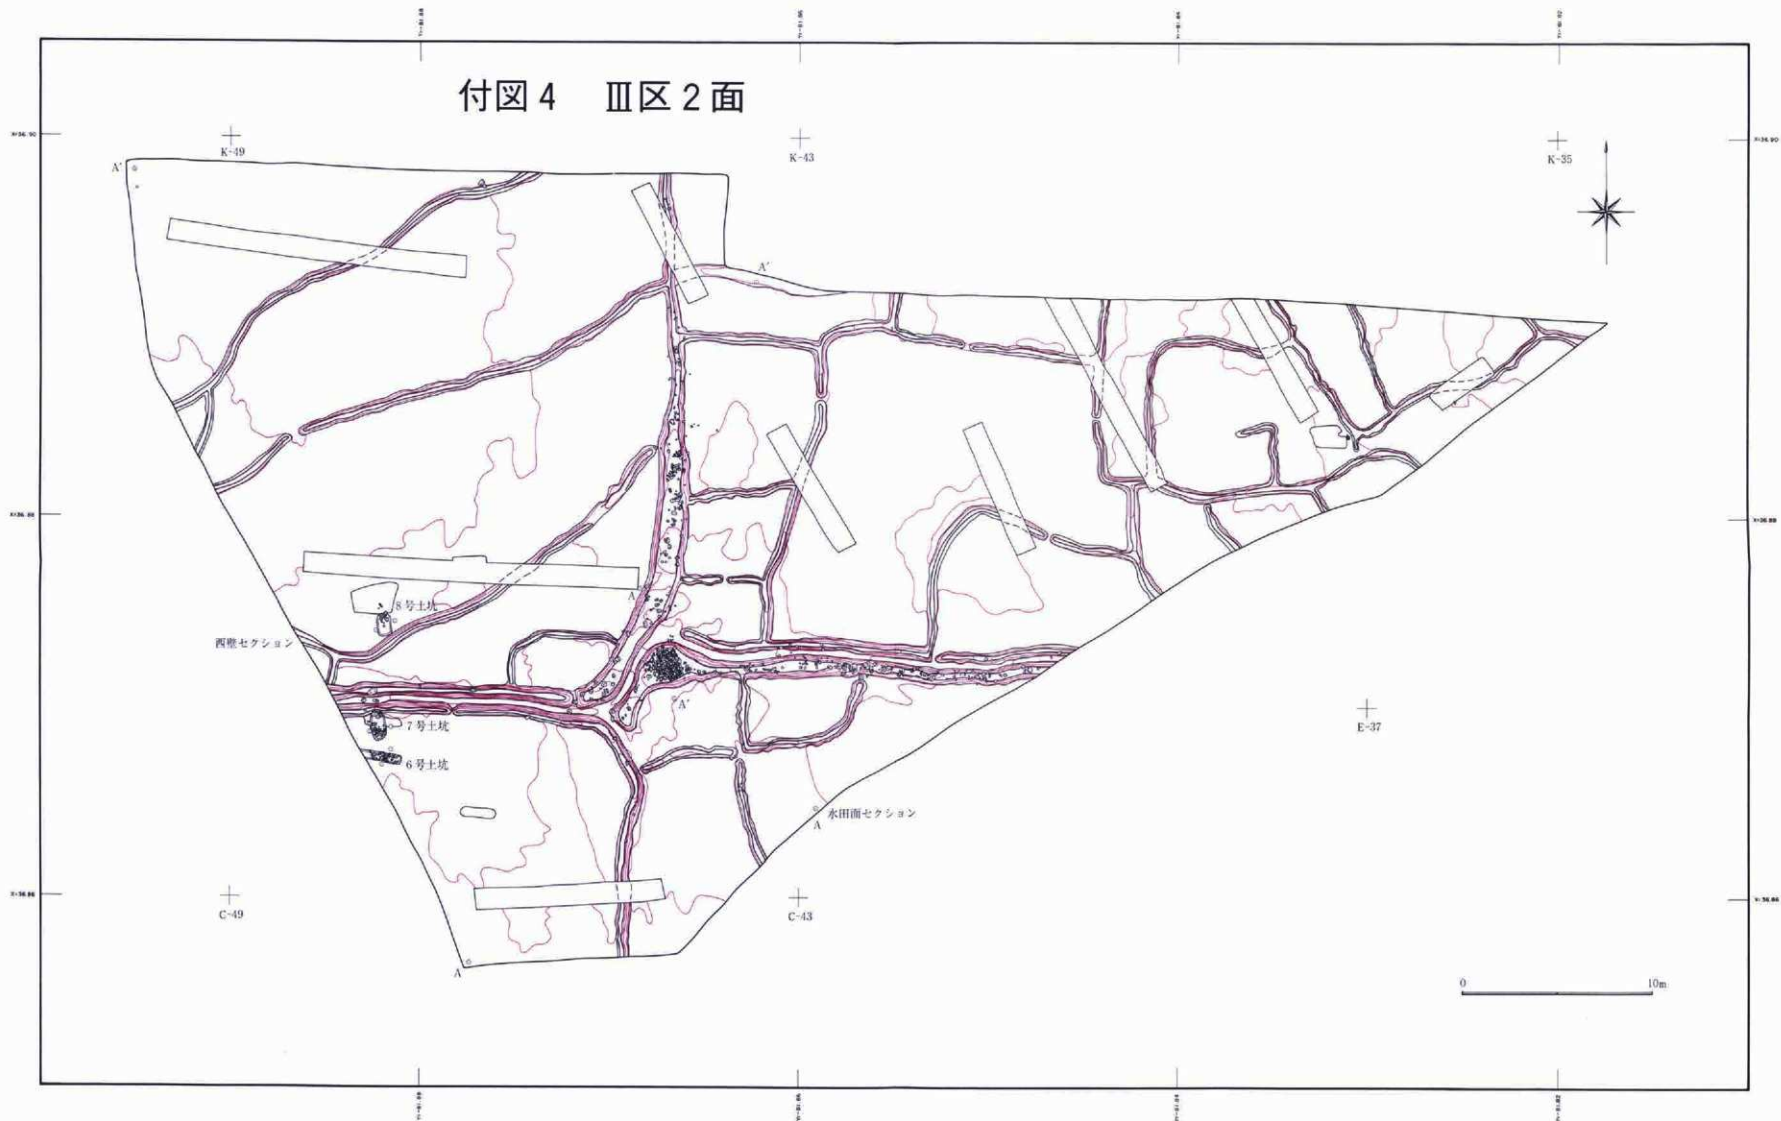 付図4 Ⅲ区2面
K-49
K-43
K-35
A'
A'
8号土坑
A
西壁セクション
A'
7号土坑
6号土坑
E-37
水田面セクション
A
C-49
C-43
A
0 10m